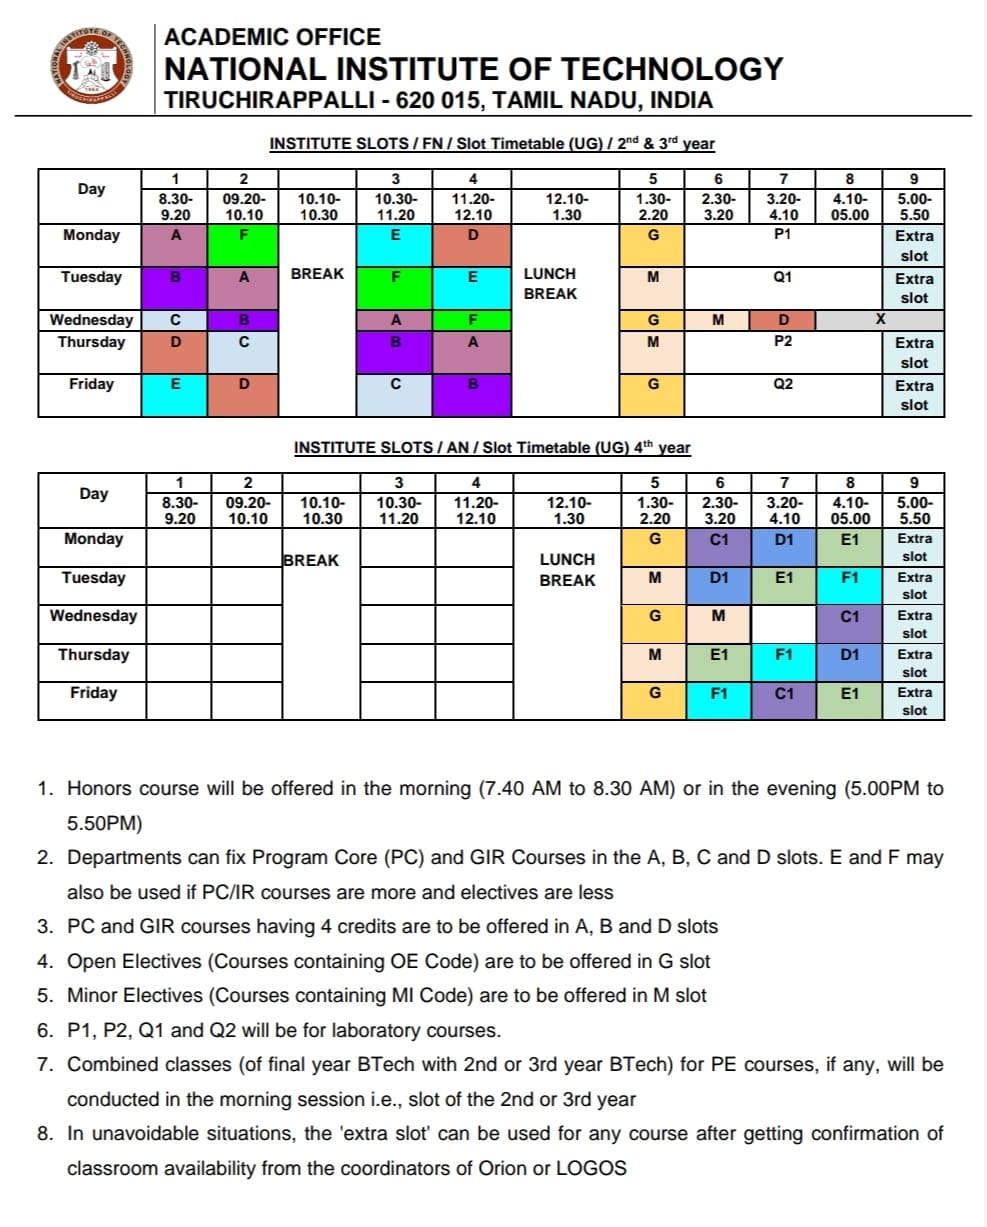 ACADEMIC OFFICE
NATIONAL INSTITUTE OF TECHNOLOGY
TIRUCHIRAPPALLI - 620 015, TAMIL NADU, INDIA
INSTITUTE SLOTS / FN / Slot Timetable (UG) / 2nd & 3rd year
Day 1 2 3 4 5 6 7 8 9
8.30-9.20 09.20-10.10 10.10-10.30 10.30-11.20 11.20-12.10 12.10-1.30 1.30-2.20 2.30-3.20 3.20-4.10 4.10-05.00 5.00-5.50
Monday A F E D G P1 Extra slot
Tuesday B A BREAK F E LUNCH BREAK M Q1 Extra slot
Wednesday C B A F G M D X
Thursday D C B A M P2 Extra slot
Friday E D C B G Q2 Extra slot
INSTITUTE SLOTS / AN / Slot Timetable (UG) 4th year
Day 1 2 3 4 5 6 7 8 9
8.30-9.20 09.20-10.10 10.10-10.30 10.30-11.20 11.20-12.10 12.10-1.30 1.30-2.20 2.30-3.20 3.20-4.10 4.10-05.00 5.00-5.50
Monday BREAK LUNCH BREAK G C1 D1 E1 Extra slot
Tuesday M D1 E1 F1 Extra slot
Wednesday G M C1 Extra slot
Thursday M E1 F1 D1 Extra slot
Friday G F1 C1 E1 Extra slot
1. Honors course will be offered in the morning (7.40 AM to 8.30 AM) or in the evening (5.00PM to
5.50PM)
2. Departments can fix Program Core (PC) and GIR Courses in the A, B, C and D slots. E and F may
also be used if PC/IR courses are more and electives are less
3. PC and GIR courses having 4 credits are to be offered in A, B and D slots
4. Open Electives (Courses containing OE Code) are to be offered in G slot
5. Minor Electives (Courses containing MI Code) are to be offered in M slot
6. P1, P2, Q1 and Q2 will be for laboratory courses.
7. Combined classes (of final year BTech with 2nd or 3rd year BTech) for PE courses, if any, will be
conducted in the morning session i.e., slot of the 2nd or 3rd year
8. In unavoidable situations, the 'extra slot' can be used for any course after getting confirmation of
classroom availability from the coordinators of Orion or LOGOS